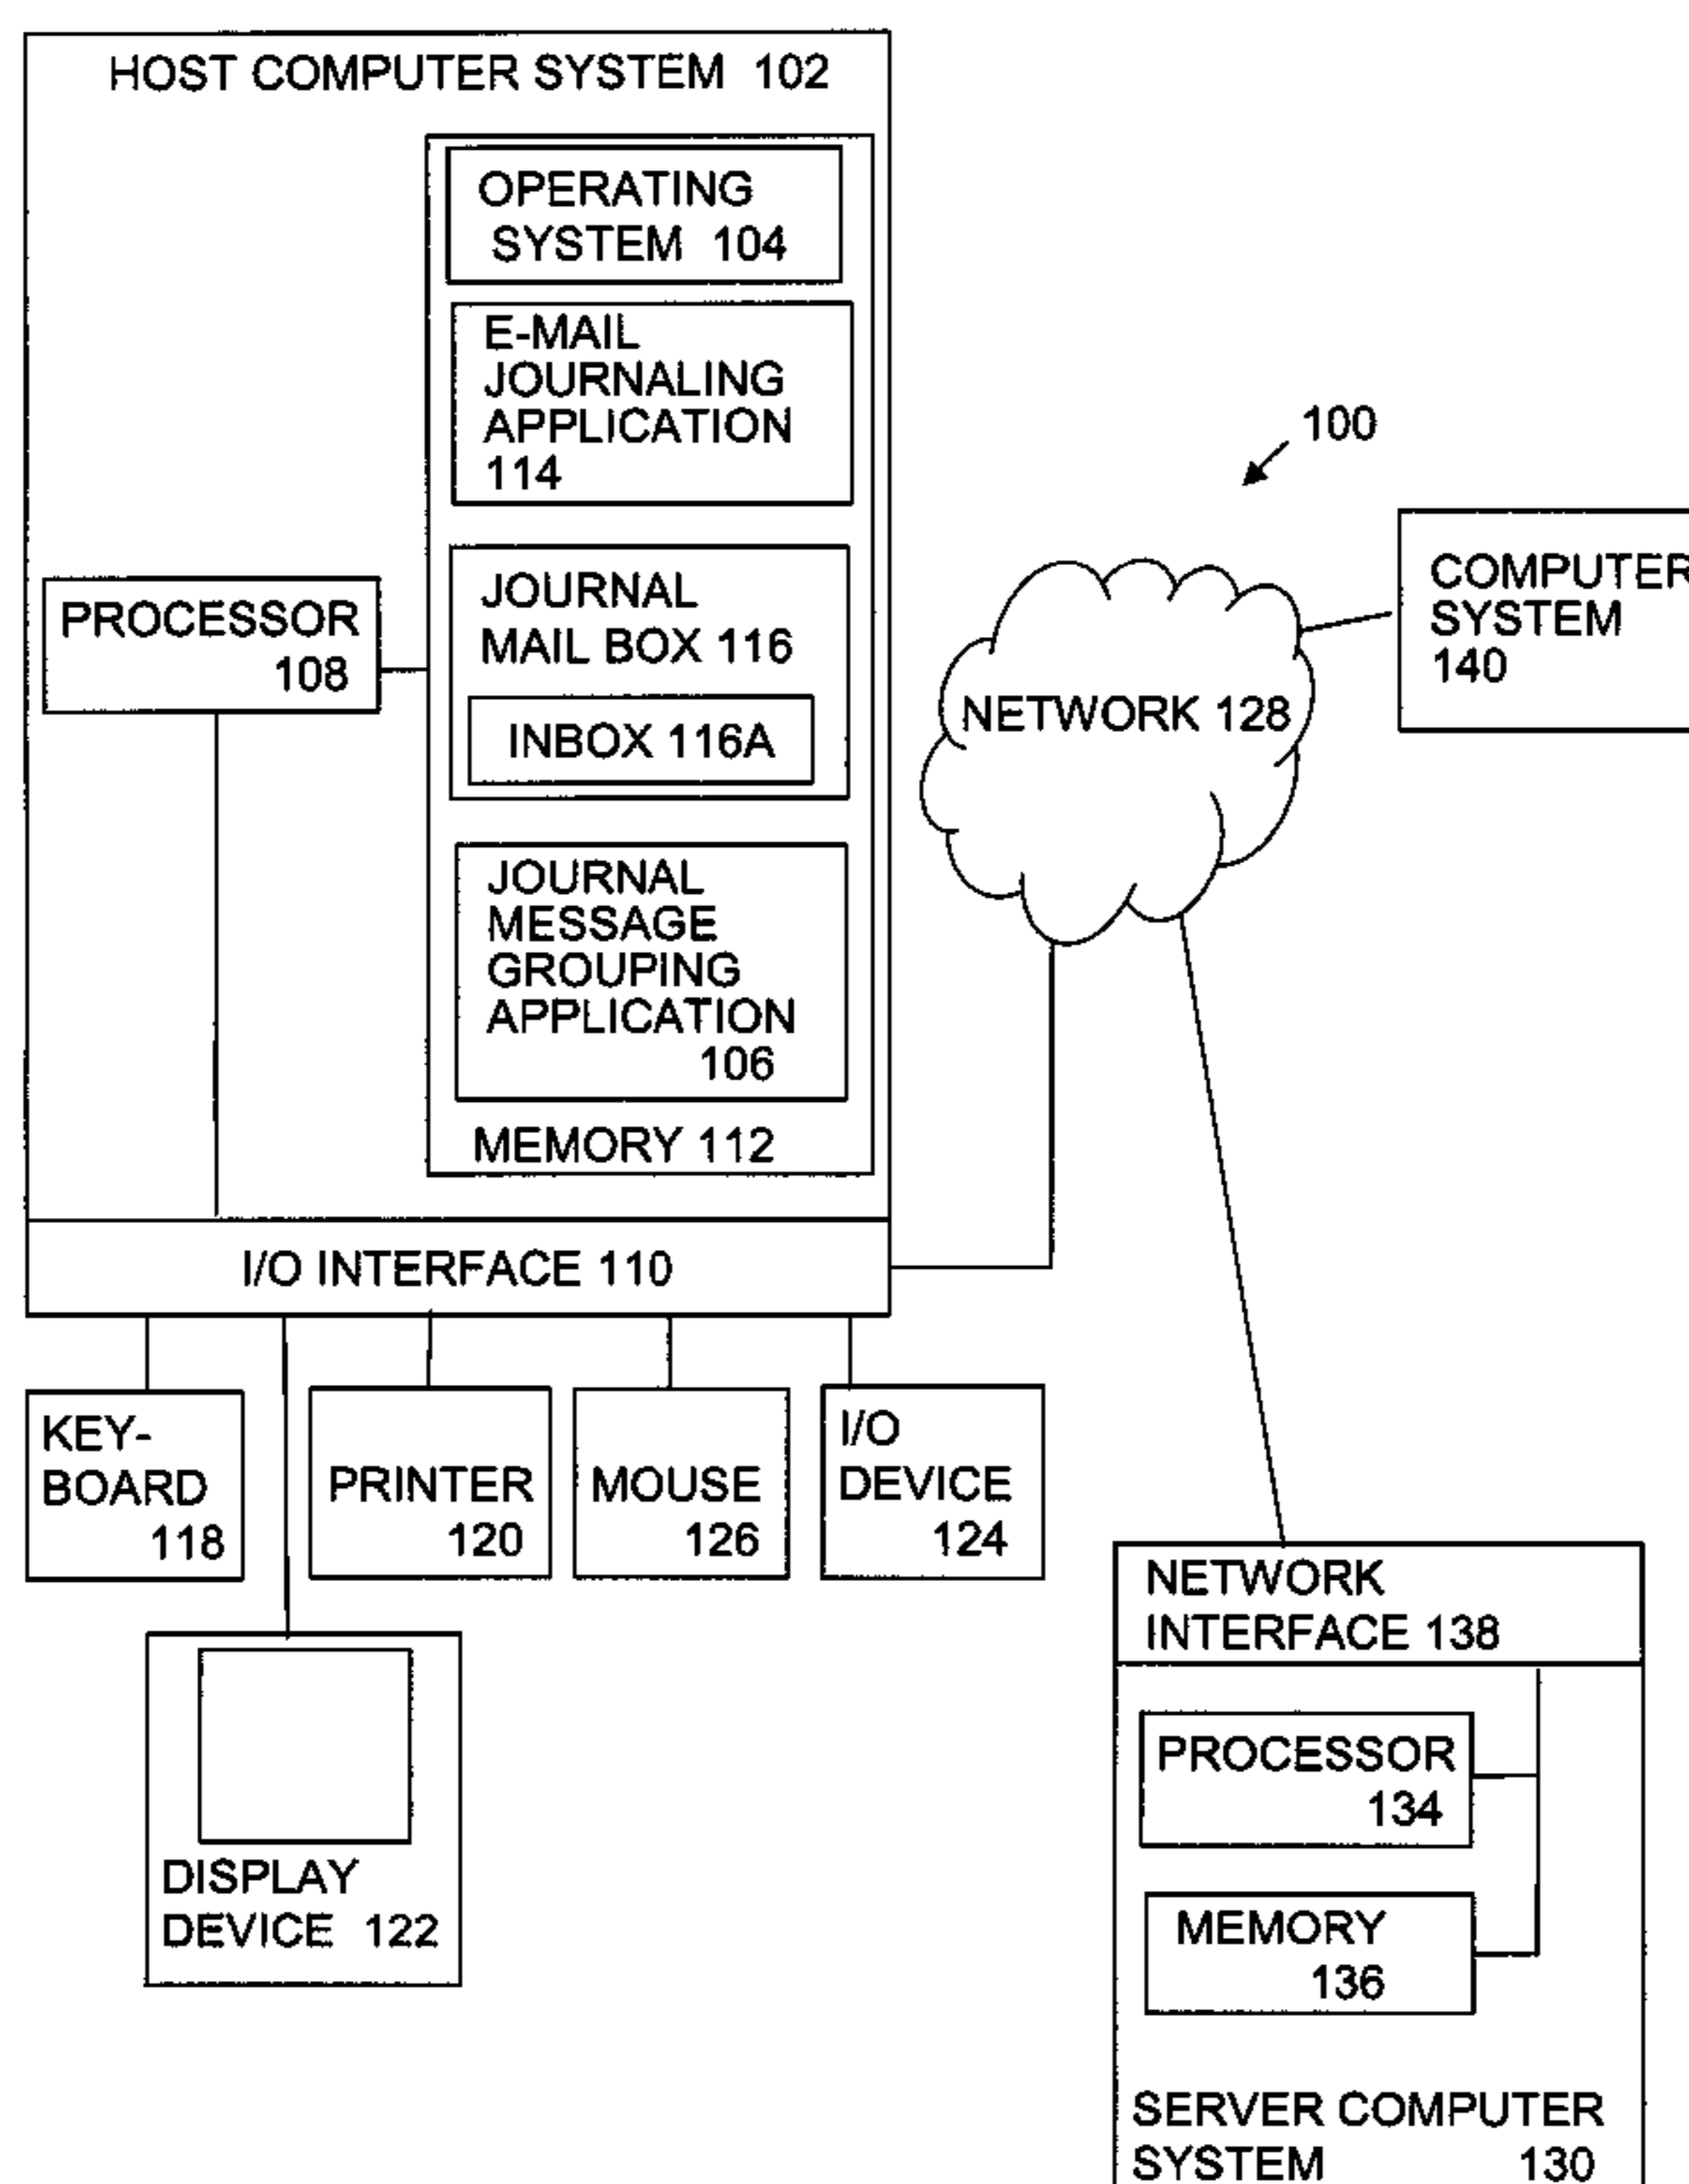 HOST COMPUTER SYSTEM 102
OPERATING
SYSTEM 104
E-MAIL
JOURNALING
APPLICATION
114
PROCESSOR
108
JOURNAL
MAIL BOX 116
INBOX 116A
JOURNAL
MESSAGE
GROUPING
APPLICATION
106
MEMORY 112
I/O INTERFACE 110
100
NETWORK 128
COMPUTER
SYSTEM
140
KEY-
BOARD
118
PRINTER
120
MOUSE
126
I/O
DEVICE
124
DISPLAY
DEVICE 122
NETWORK
INTERFACE 138
PROCESSOR
134
MEMORY
136
SERVER COMPUTER
SYSTEM 130